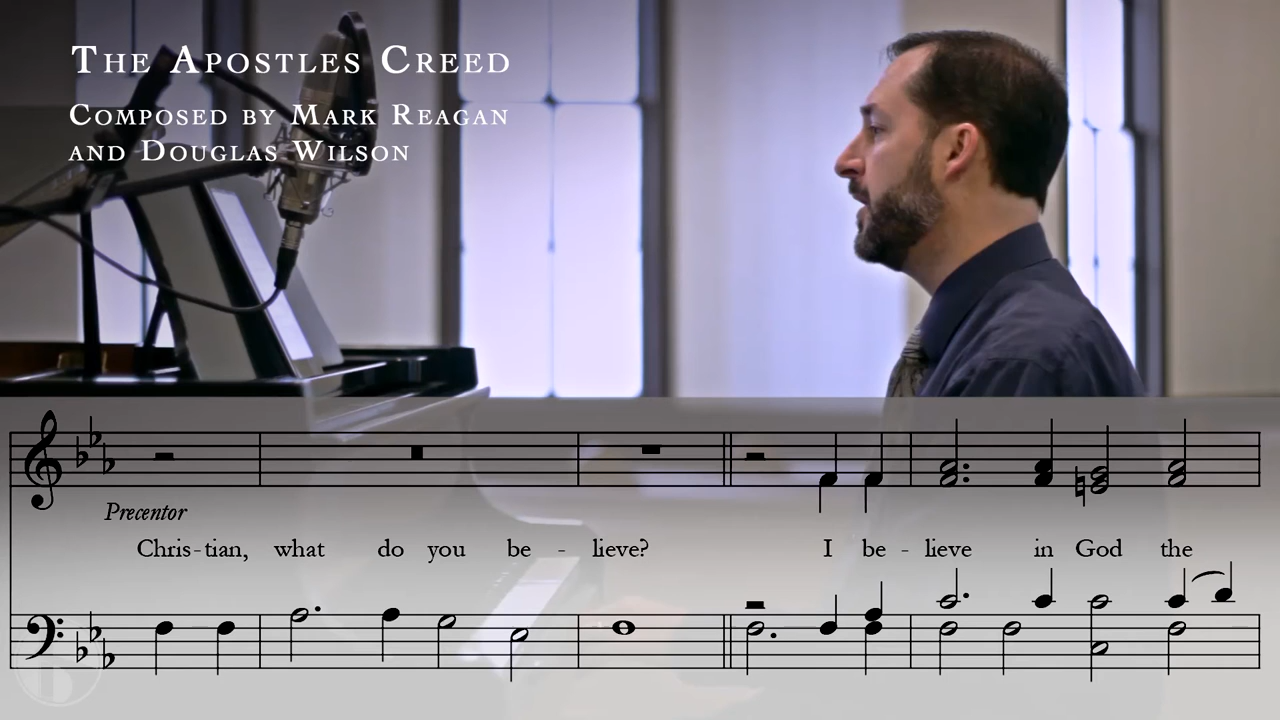 The Apostles Creed
Composed by Mark Reagan
and Douglas Wilson
Precentor
Chris-tian, what do you be - lieve? I be - lieve in God the